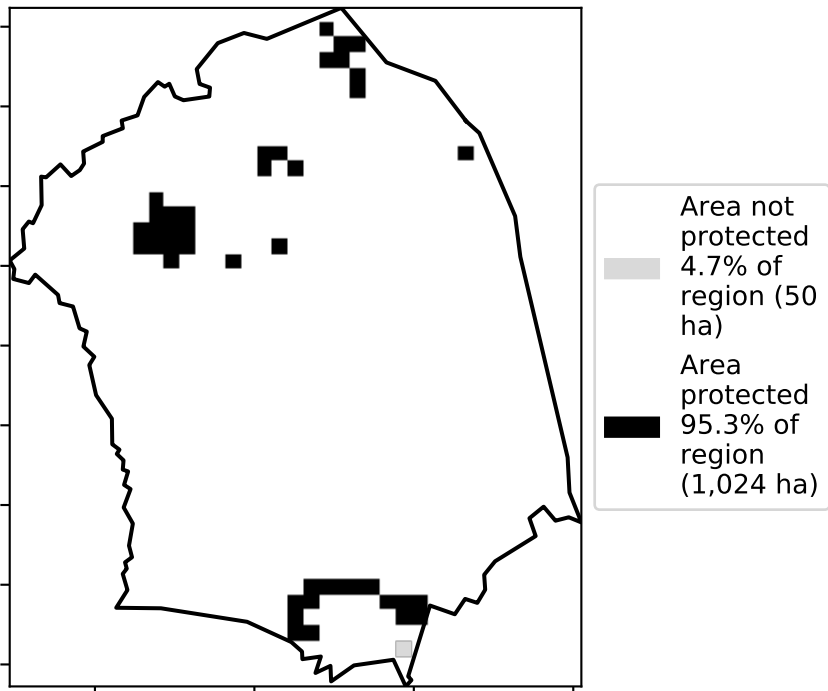 Area not
protected
4.7% of
region (50
ha)
Area
protected
95.3% of
region
(1,024 ha)